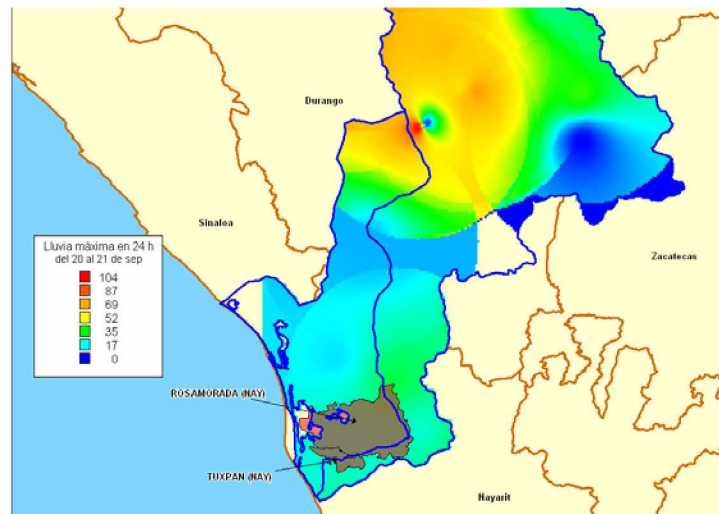 Durango
Sinaloa
Zacatecas
Lluvia máxima en 24 h
del 20 al 21 de sep
104
87
69
52
35
17
0
ROSAMORADA (NAY)
TUXPAN (NAY)
Nayarit